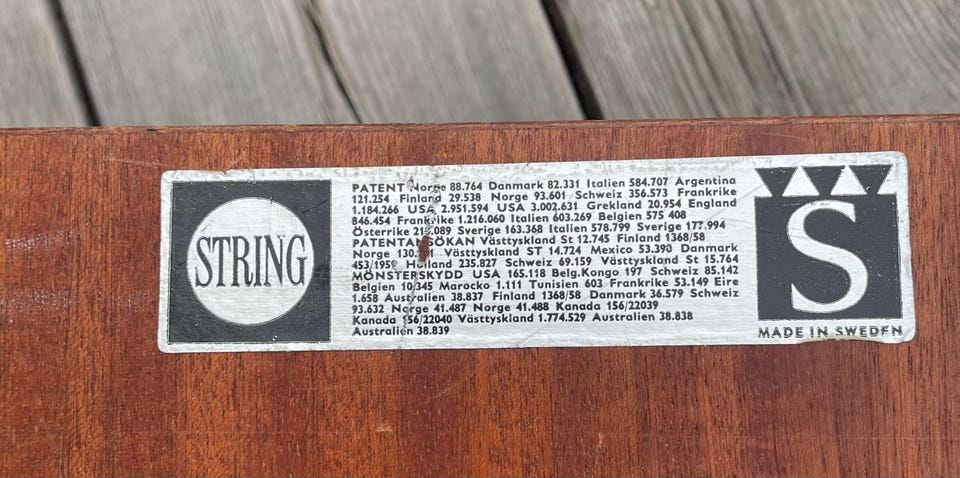 STRING
PATENT Norge 88.764 Danmark 82.331 Italien 584.707 Argentina
121.254 Finland 29.538 Norge 93.601 Schweiz 356.573 Frankrike
1.184.266 USA 2.951.594 USA 3.002.631 Grekland 20.954 England
846.454 Frankrike 1.216.060 Italien 603.269 Belgien 575 408
Österrike Sverige 163.368 Italien 578.799 Sverige 177.994
PATENTANSÖKAN Västtyskland St 12.745 Finland 1368/58
Norge Västtyskland ST 14.724 Mexico 53.390 Danmark
453/1959 Holland 235.827 Schweiz 69.159 Västtyskland St 15.764
MÖNSTERSKYDD USA 165.118 Belg.Kongo 197 Schweiz 85.142
Belgien 10.345 Marocko 1.111 Tunisien 603 Frankrike 53.149 Eire
1.658 Australien 38.837 Finland 1368/58 Danmark 36.579 Schweiz
93.632 Norge 41.487 Norge 41.488 Kanada 156/22039
Kanada 156/22040 Västtyskland 1.774.529 Australien 38.838
Australien 38.839
S
MADE IN SWEDEN